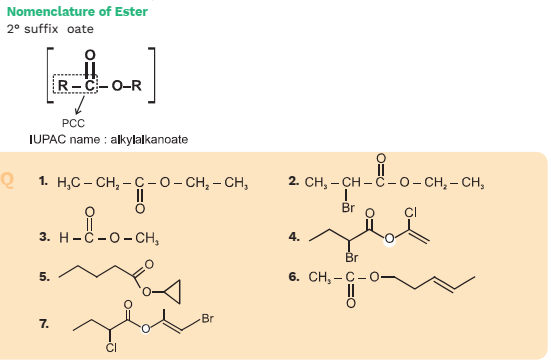 Nomenclature of Ester
2° suffix oate
O
R – C – O–R
PCC
IUPAC name : alkylalkanoate
Q
1. H₃C – CH₂ – C – O – CH₂ – CH₃
O
2. CH₃ – CH – C – O – CH₂ – CH₃
O
Br
3. H – C – O – CH₃
O
4.
O
Cl
O
Br
5.
O
O
6. CH₃ – C – O
O
7.
O
O
Br
Cl